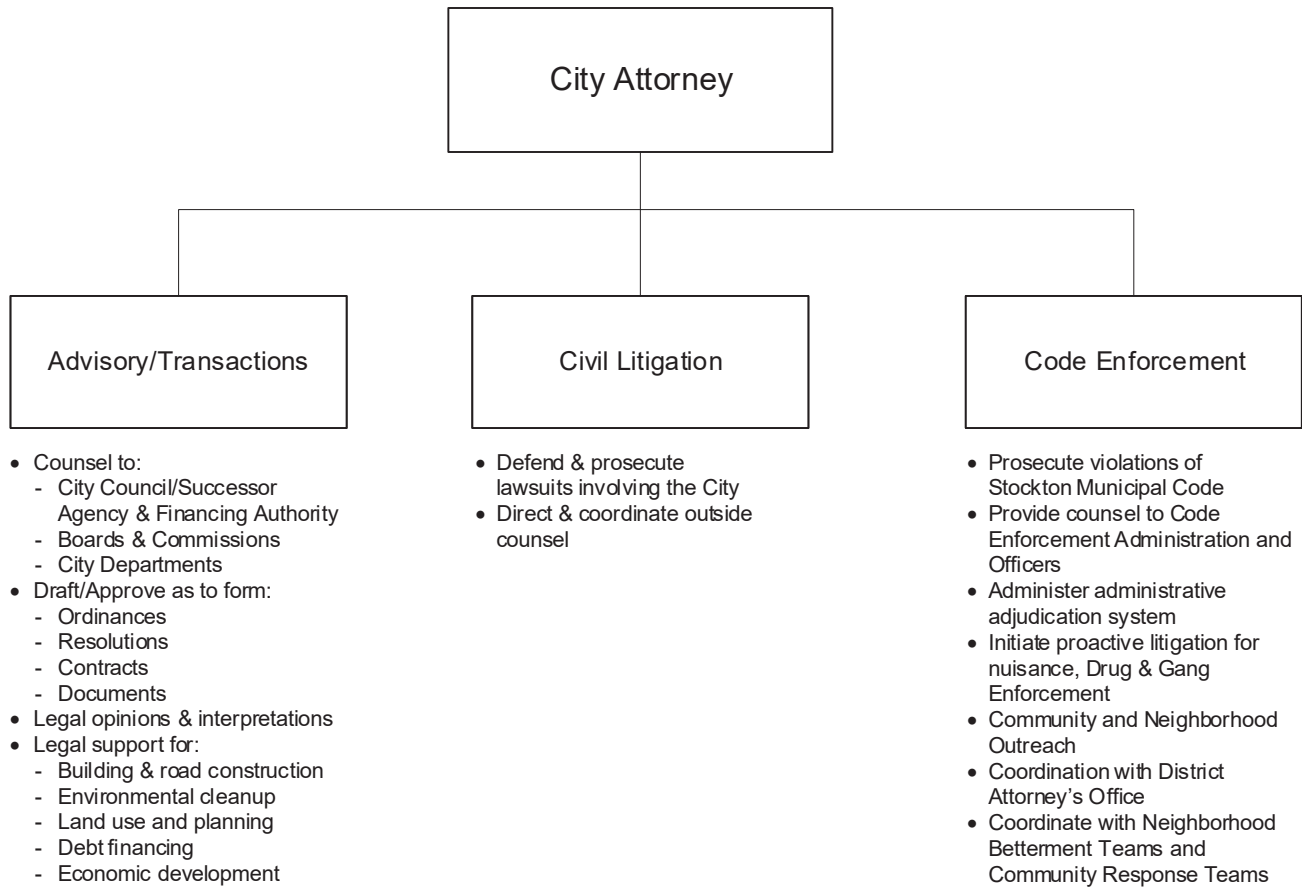 City Attorney
Advisory/Transactions
Civil Litigation
Code Enforcement
• Counsel to:
- City Council/Successor
Agency & Financing Authority
- Boards & Commissions
- City Departments
• Draft/Approve as to form:
- Ordinances
- Resolutions
- Contracts
- Documents
• Legal opinions & interpretations
• Legal support for:
- Building & road construction
- Environmental cleanup
- Land use and planning
- Debt financing
- Economic development
• Defend & prosecute
lawsuits involving the City
• Direct & coordinate outside
counsel
• Prosecute violations of
Stockton Municipal Code
• Provide counsel to Code
Enforcement Administration and
Officers
• Administer administrative
adjudication system
• Initiate proactive litigation for
nuisance, Drug & Gang
Enforcement
• Community and Neighborhood
Outreach
• Coordination with District
Attorney’s Office
• Coordinate with Neighborhood
Betterment Teams and
Community Response Teams